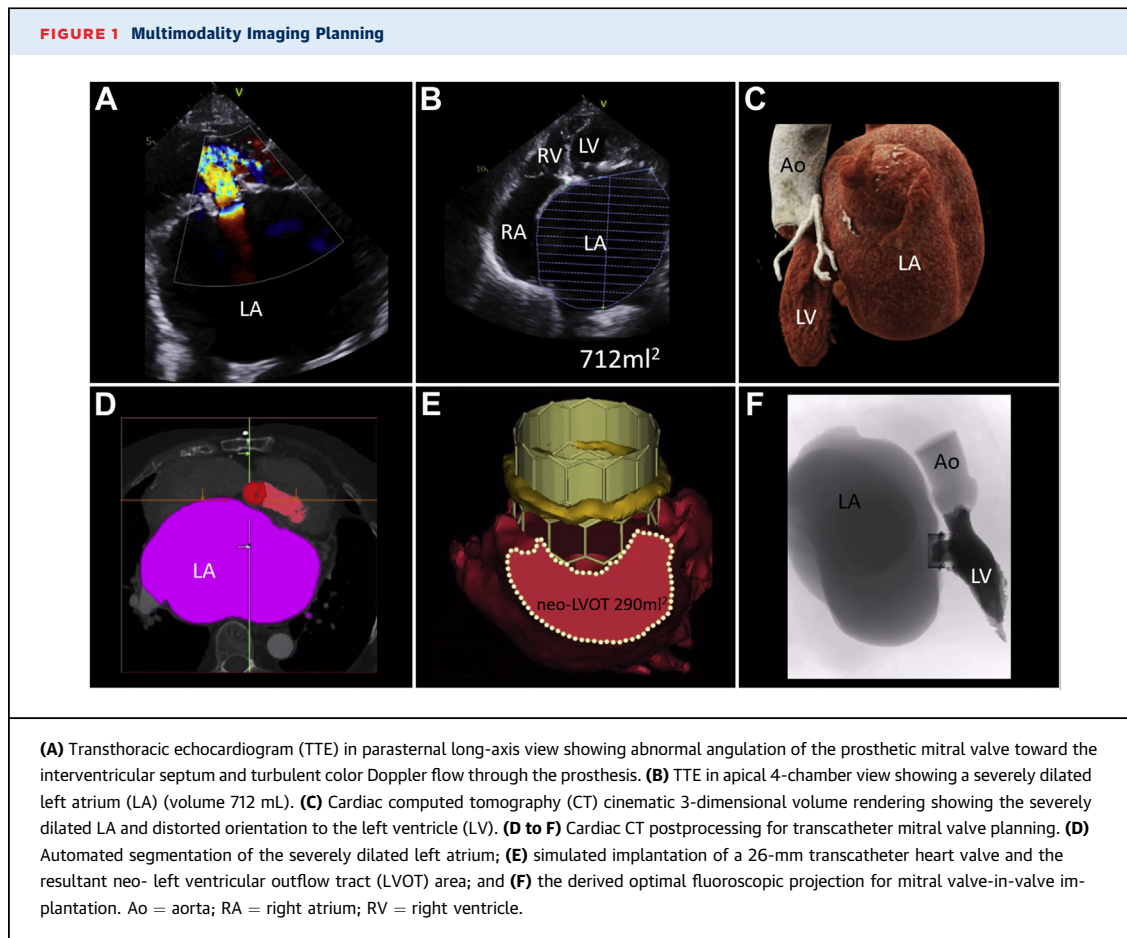 FIGURE 1 Multimodality Imaging Planning
A
V
5
LA
B
V
10
RV
LV
RA
LA
712ml²
C
Ao
LA
LV
D
LA
E
neo-LVOT 290ml²
F
Ao
LA
LV
(A) Transthoracic echocardiogram (TTE) in parasternal long-axis view showing abnormal angulation of the prosthetic mitral valve toward the
interventricular septum and turbulent color Doppler flow through the prosthesis. (B) TTE in apical 4-chamber view showing a severely dilated
left atrium (LA) (volume 712 mL). (C) Cardiac computed tomography (CT) cinematic 3-dimensional volume rendering showing the severely
dilated LA and distorted orientation to the left ventricle (LV). (D to F) Cardiac CT postprocessing for transcatheter mitral valve planning. (D)
Automated segmentation of the severely dilated left atrium; (E) simulated implantation of a 26-mm transcatheter heart valve and the
resultant neo- left ventricular outflow tract (LVOT) area; and (F) the derived optimal fluoroscopic projection for mitral valve-in-valve im-
plantation. Ao = aorta; RA = right atrium; RV = right ventricle.